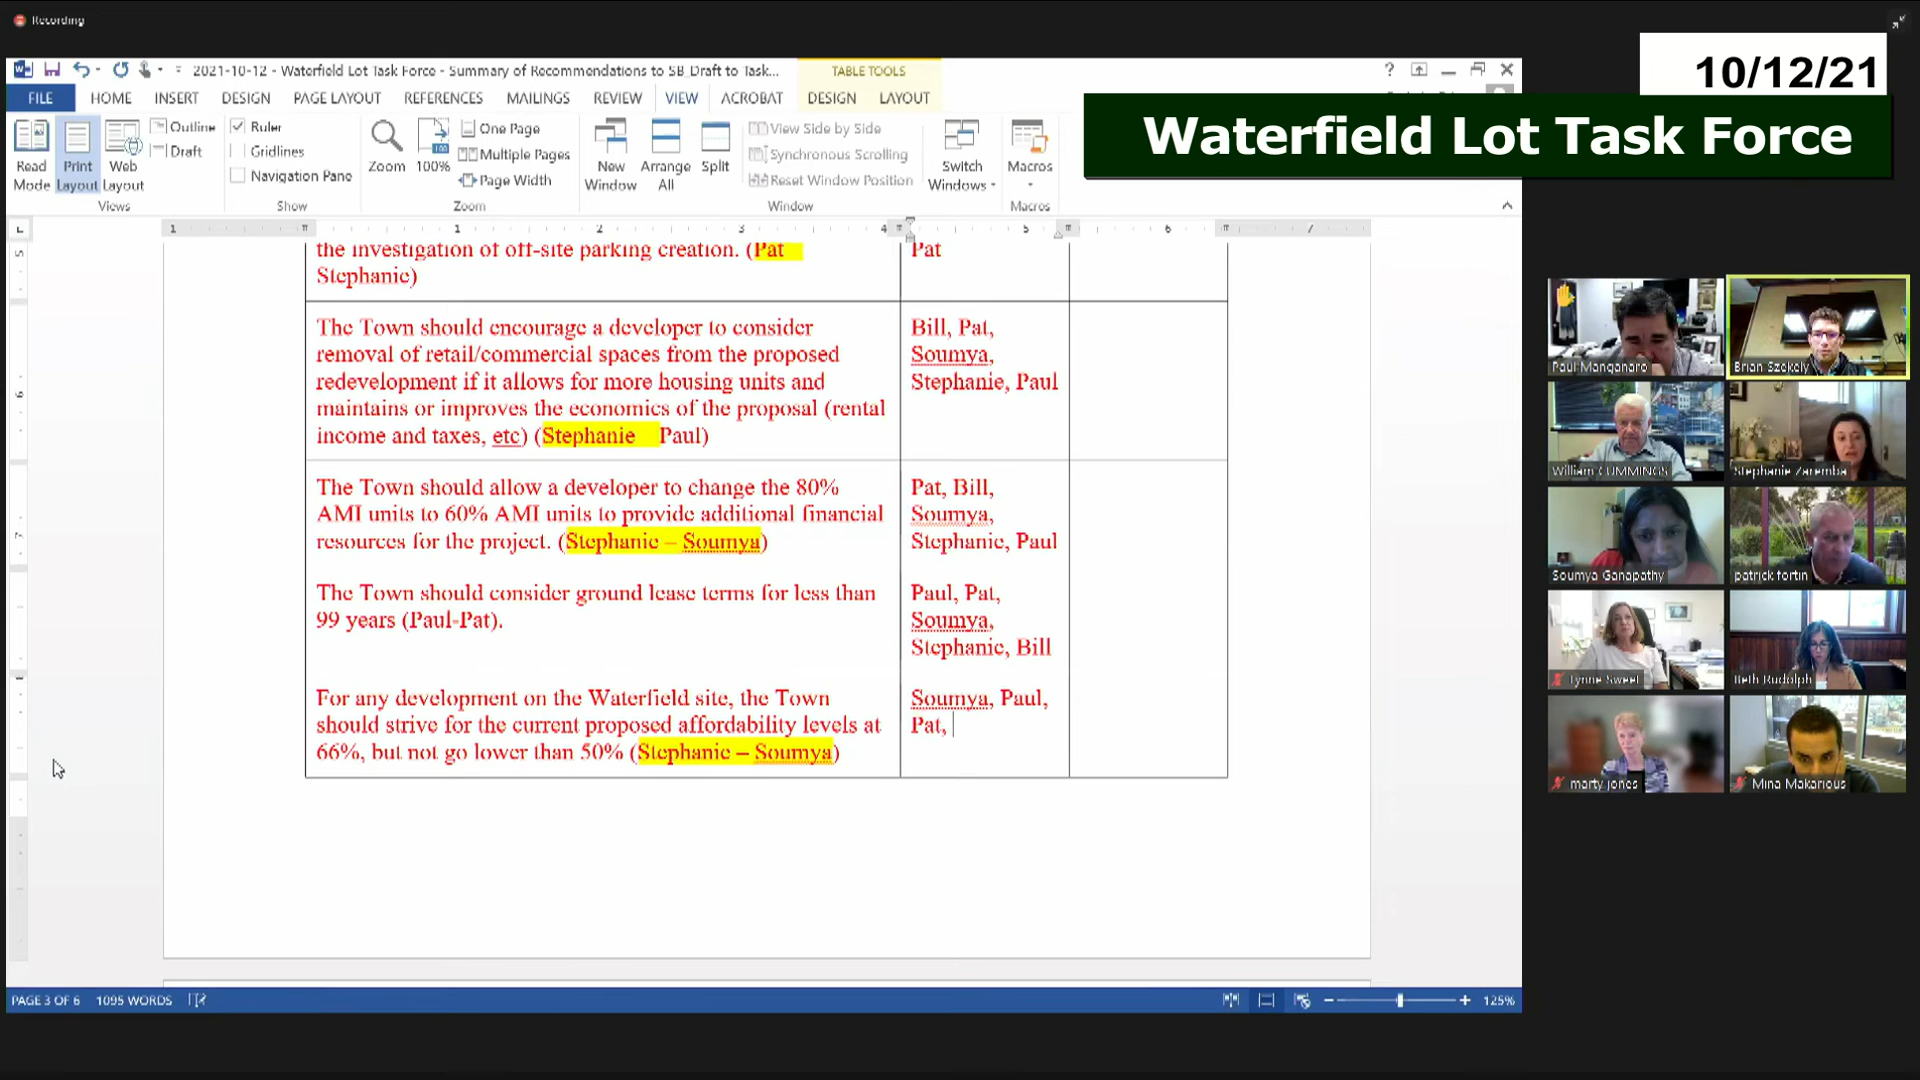 Recording
10/12/21
Waterfield Lot Task Force
2021-10-12 - Waterfield Lot Task Force - Summary of Recommendations to SB_Draft to Task...
TABLE TOOLS
FILE HOME INSERT DESIGN PAGE LAYOUT REFERENCES MAILINGS REVIEW VIEW ACROBAT DESIGN LAYOUT
Read Mode
Print Layout
Web Layout
Outline
Draft
Views
Ruler
Gridlines
Navigation Pane
Show
Zoom
100%
One Page
Multiple Pages
Page Width
Zoom
New Window
Arrange All
Split
View Side by Side
Synchronous Scrolling
Reset Window Position
Window
Switch Windows
Macros
Macros
1 1 2 3 4 5 6 7
the investigation of off-site parking creation. (Pat
Stephanie)
Pat
The Town should encourage a developer to consider
removal of retail/commercial spaces from the proposed
redevelopment if it allows for more housing units and
maintains or improves the economics of the proposal (rental
income and taxes, etc) (Stephanie Paul)
Bill, Pat,
Soumya,
Stephanie, Paul
The Town should allow a developer to change the 80%
AMI units to 60% AMI units to provide additional financial
resources for the project. (Stephanie – Soumya)
Pat, Bill,
Soumya,
Stephanie, Paul
The Town should consider ground lease terms for less than
99 years (Paul-Pat).
Paul, Pat,
Soumya,
Stephanie, Bill
For any development on the Waterfield site, the Town
should strive for the current proposed affordability levels at
66%, but not go lower than 50% (Stephanie – Soumya)
Soumya, Paul,
Pat,
PAGE 3 OF 6 1095 WORDS
125%
Paul Manganaro
Brian Szekely
William CUMMINGS
Stephanie Zaremba
Soumya Ganapathy
patrick fortin
Lynne Sweet
Beth Rudolph
marty jones
Mina Makarious